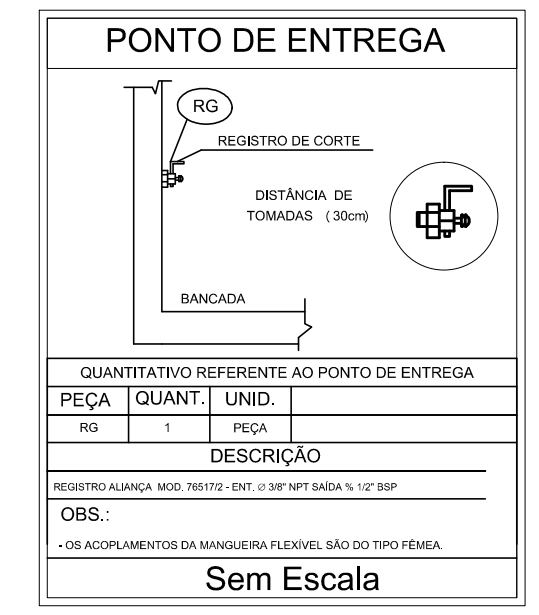 PONTO DE ENTREGA
RG
REGISTRO DE CORTE
DISTÂNCIA DE
TOMADAS ( 30cm)
BANCADA
QUANTITATIVO REFERENTE AO PONTO DE ENTREGA
PEÇA QUANT. UNID.
RG 1 PEÇA
DESCRIÇÃO
REGISTRO ALIANÇA MOD. 76517/2 - ENT. ∅ 3/8" NPT SAÍDA % 1/2" BSP
OBS.:
- OS ACOPLAMENTOS DA MANGUEIRA FLEXÍVEL SÃO DO TIPO FÊMEA.
Sem Escala